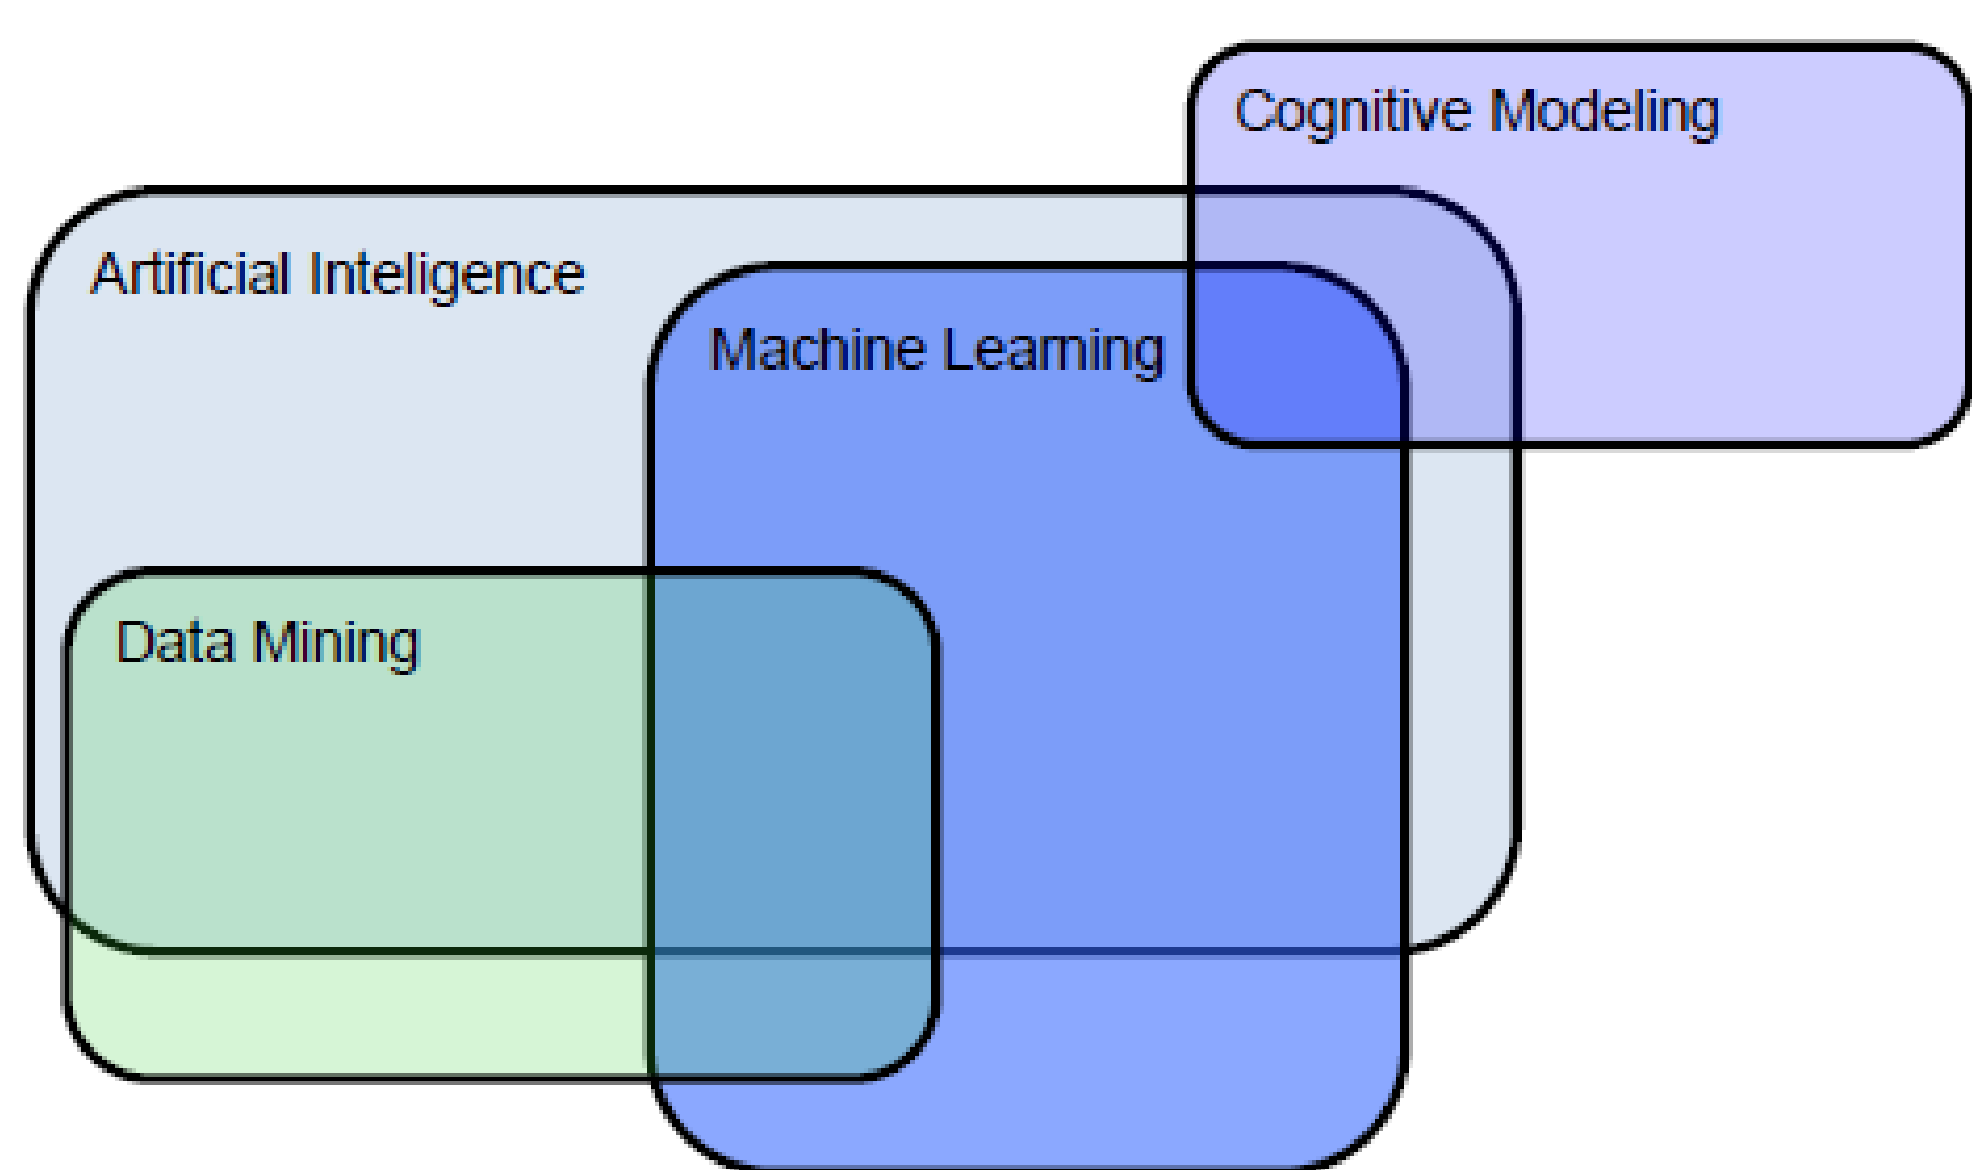 Cognitive Modeling
Artificial Inteligence
Machine Learning
Data Mining